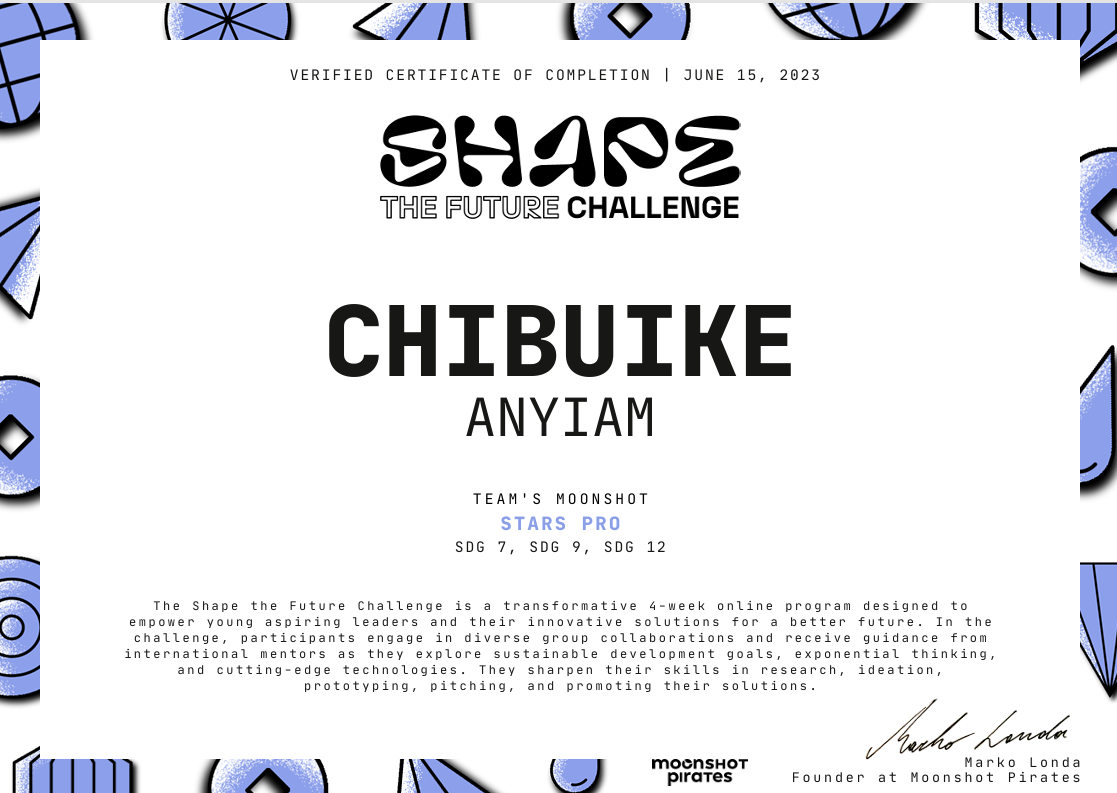 VERIFIED CERTIFICATE OF COMPLETION | JUNE 15, 2023
SHAPE
THE FUTURE CHALLENGE
CHIBUIKE
ANYIAM
TEAM'S MOONSHOT
STARS PRO
SDG 7, SDG 9, SDG 12
The Shape the Future Challenge is a transformative 4-week online program designed to
empower young aspiring leaders and their innovative solutions for a better future. In the
challenge, participants engage in diverse group collaborations and receive guidance from
international mentors as they explore sustainable development goals, exponential thinking,
and cutting-edge technologies. They sharpen their skills in research, ideation,
prototyping, pitching, and promoting their solutions.
Marko Londa
moonshot
pirates
Marko Londa
Founder at Moonshot Pirates